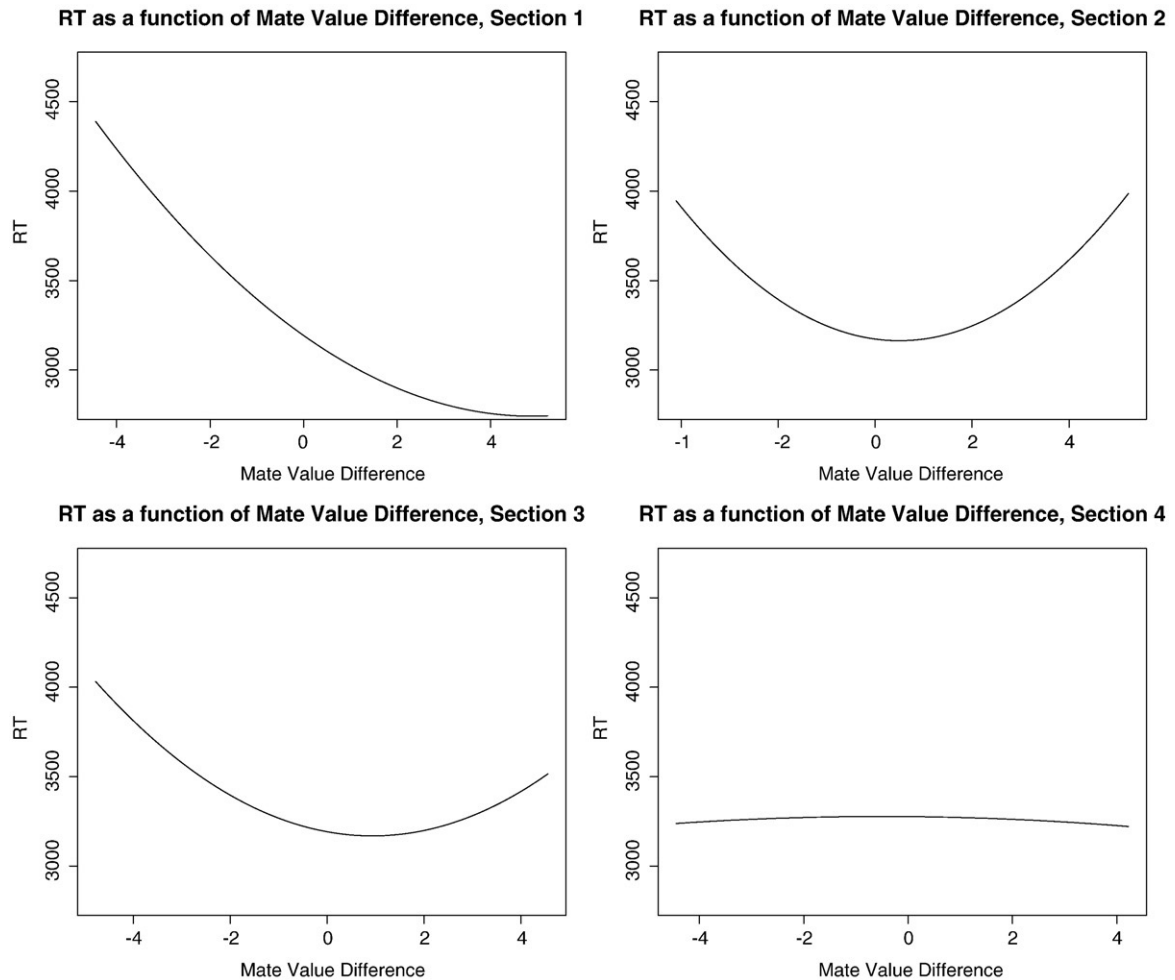 RT as a function of Mate Value Difference, Section 1
4500
4000
3500
3000
RT
-4 -2 0 2 4
Mate Value Difference
RT as a function of Mate Value Difference, Section 2
4500
4000
3500
3000
RT
-1 -2 0 2 4
Mate Value Difference
RT as a function of Mate Value Difference, Section 3
4500
4000
3500
3000
RT
-4 -2 0 2 4
Mate Value Difference
RT as a function of Mate Value Difference, Section 4
4500
4000
3500
3000
RT
-4 -2 0 2 4
Mate Value Difference